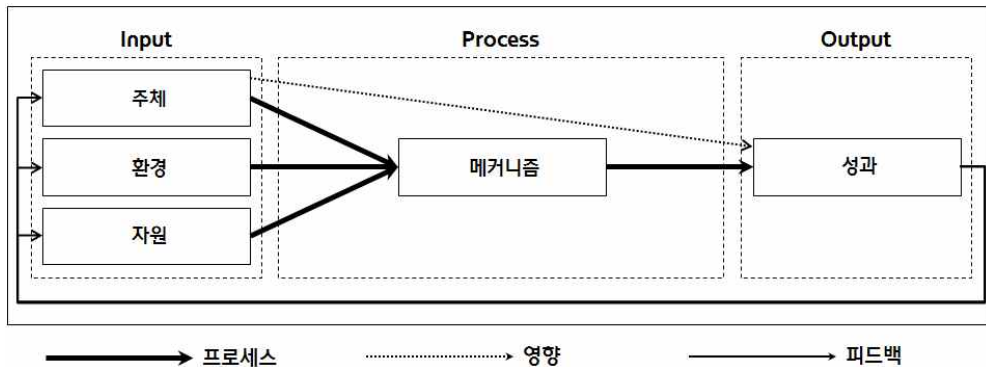 Input Process Output
주체
환경 메커니즘 성과
자원
프로세스 영향 피드백